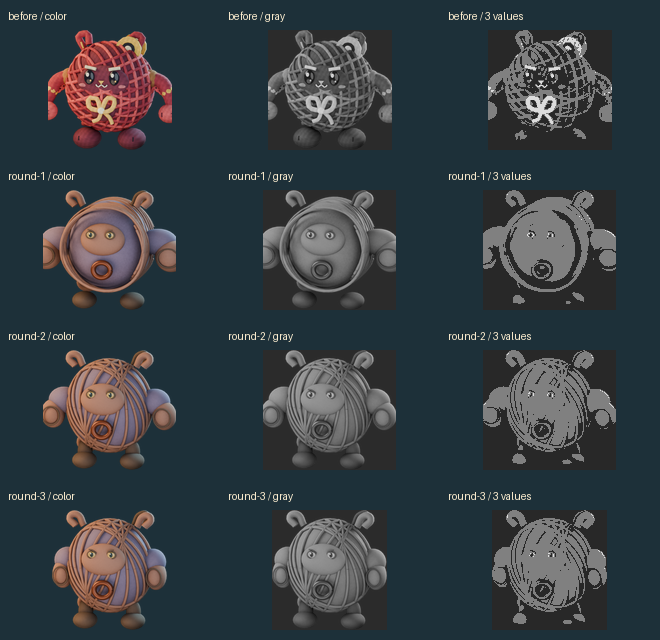 before / color
before / gray
before / 3 values
round-1 / color
round-1 / gray
round-1 / 3 values
round-2 / color
round-2 / gray
round-2 / 3 values
round-3 / color
round-3 / gray
round-3 / 3 values